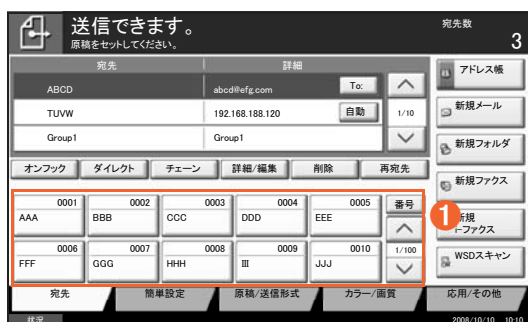 送信できます。
原稿をセットしてください。
宛先数
3
宛先 詳細
ABCD abcd@efg.com To:
TUVW 192.168.188.120 自動 1/10
Group1 Group1
アドレス帳
新規メール
新規フォルダ
新規ファクス
オンフック ダイレクト チェーン 詳細/編集 削除 再宛先
0001 0002 0003 0004 0005 番号
AAA BBB CCC DDD EEE
1
規
i-ファクス
0006 0007 0008 0009 0010 1/100
FFF GGG HHH III JJJ
WSDスキャン
宛先 簡単設定 原稿/送信形式 カラー/画質 応用/その他
状況 2008/10/10 10:10